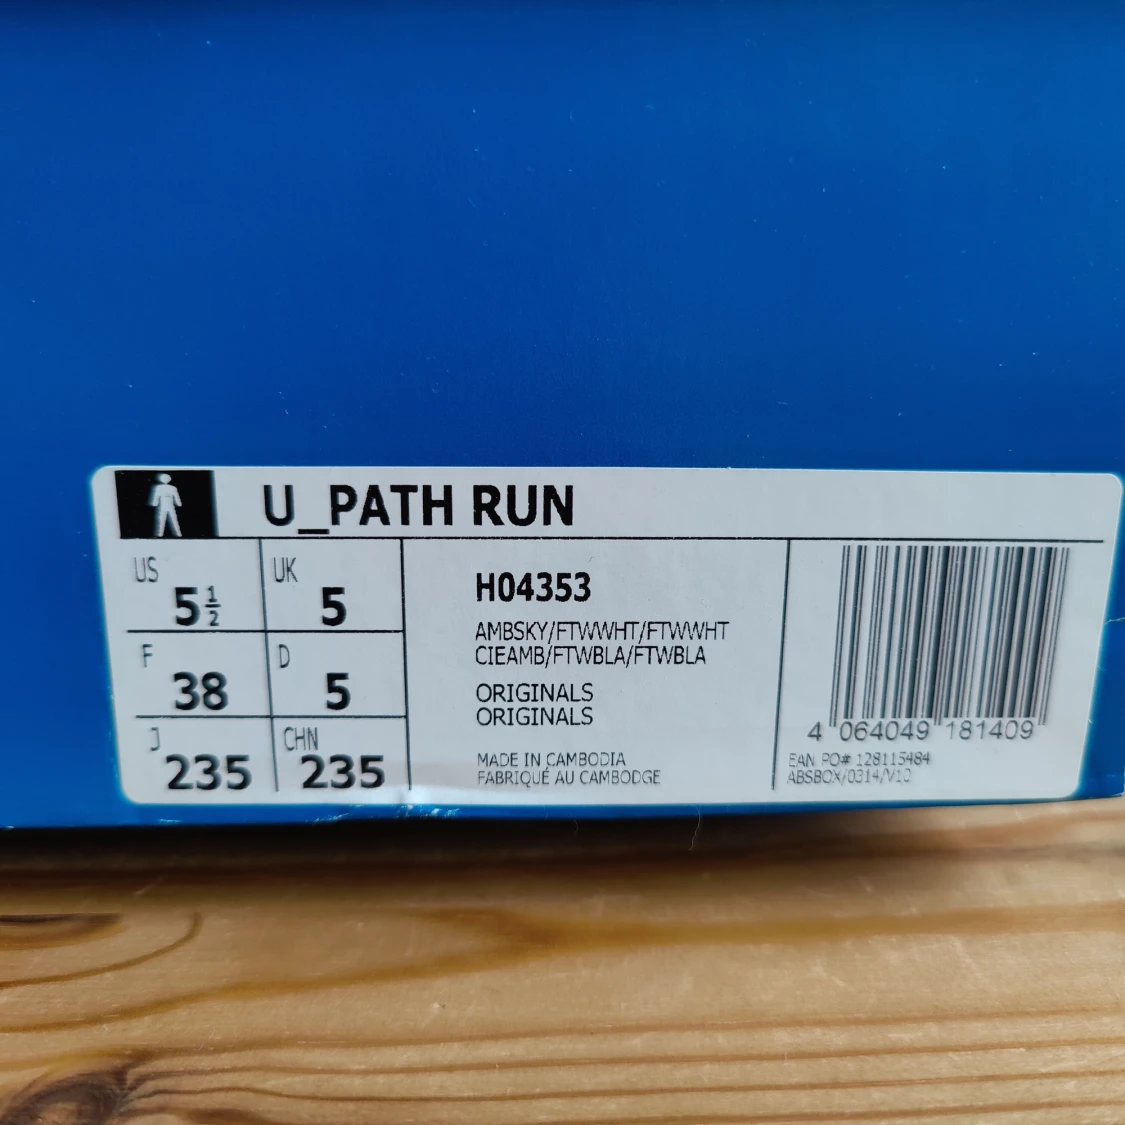 U_PATH RUN
US
5½
UK
5
F
38
D
5
J
235
CHN
235
H04353
AMBSKY/FTWWHT/FTWWHT
CIEAMB/FTWBLA/FTWBLA
ORIGINALS
ORIGINALS
MADE IN CAMBODIA
FABRIQUÉ AU CAMBODGE
4 064049 181409
EAN PO# 128115484
ABSBOX/0314/V10